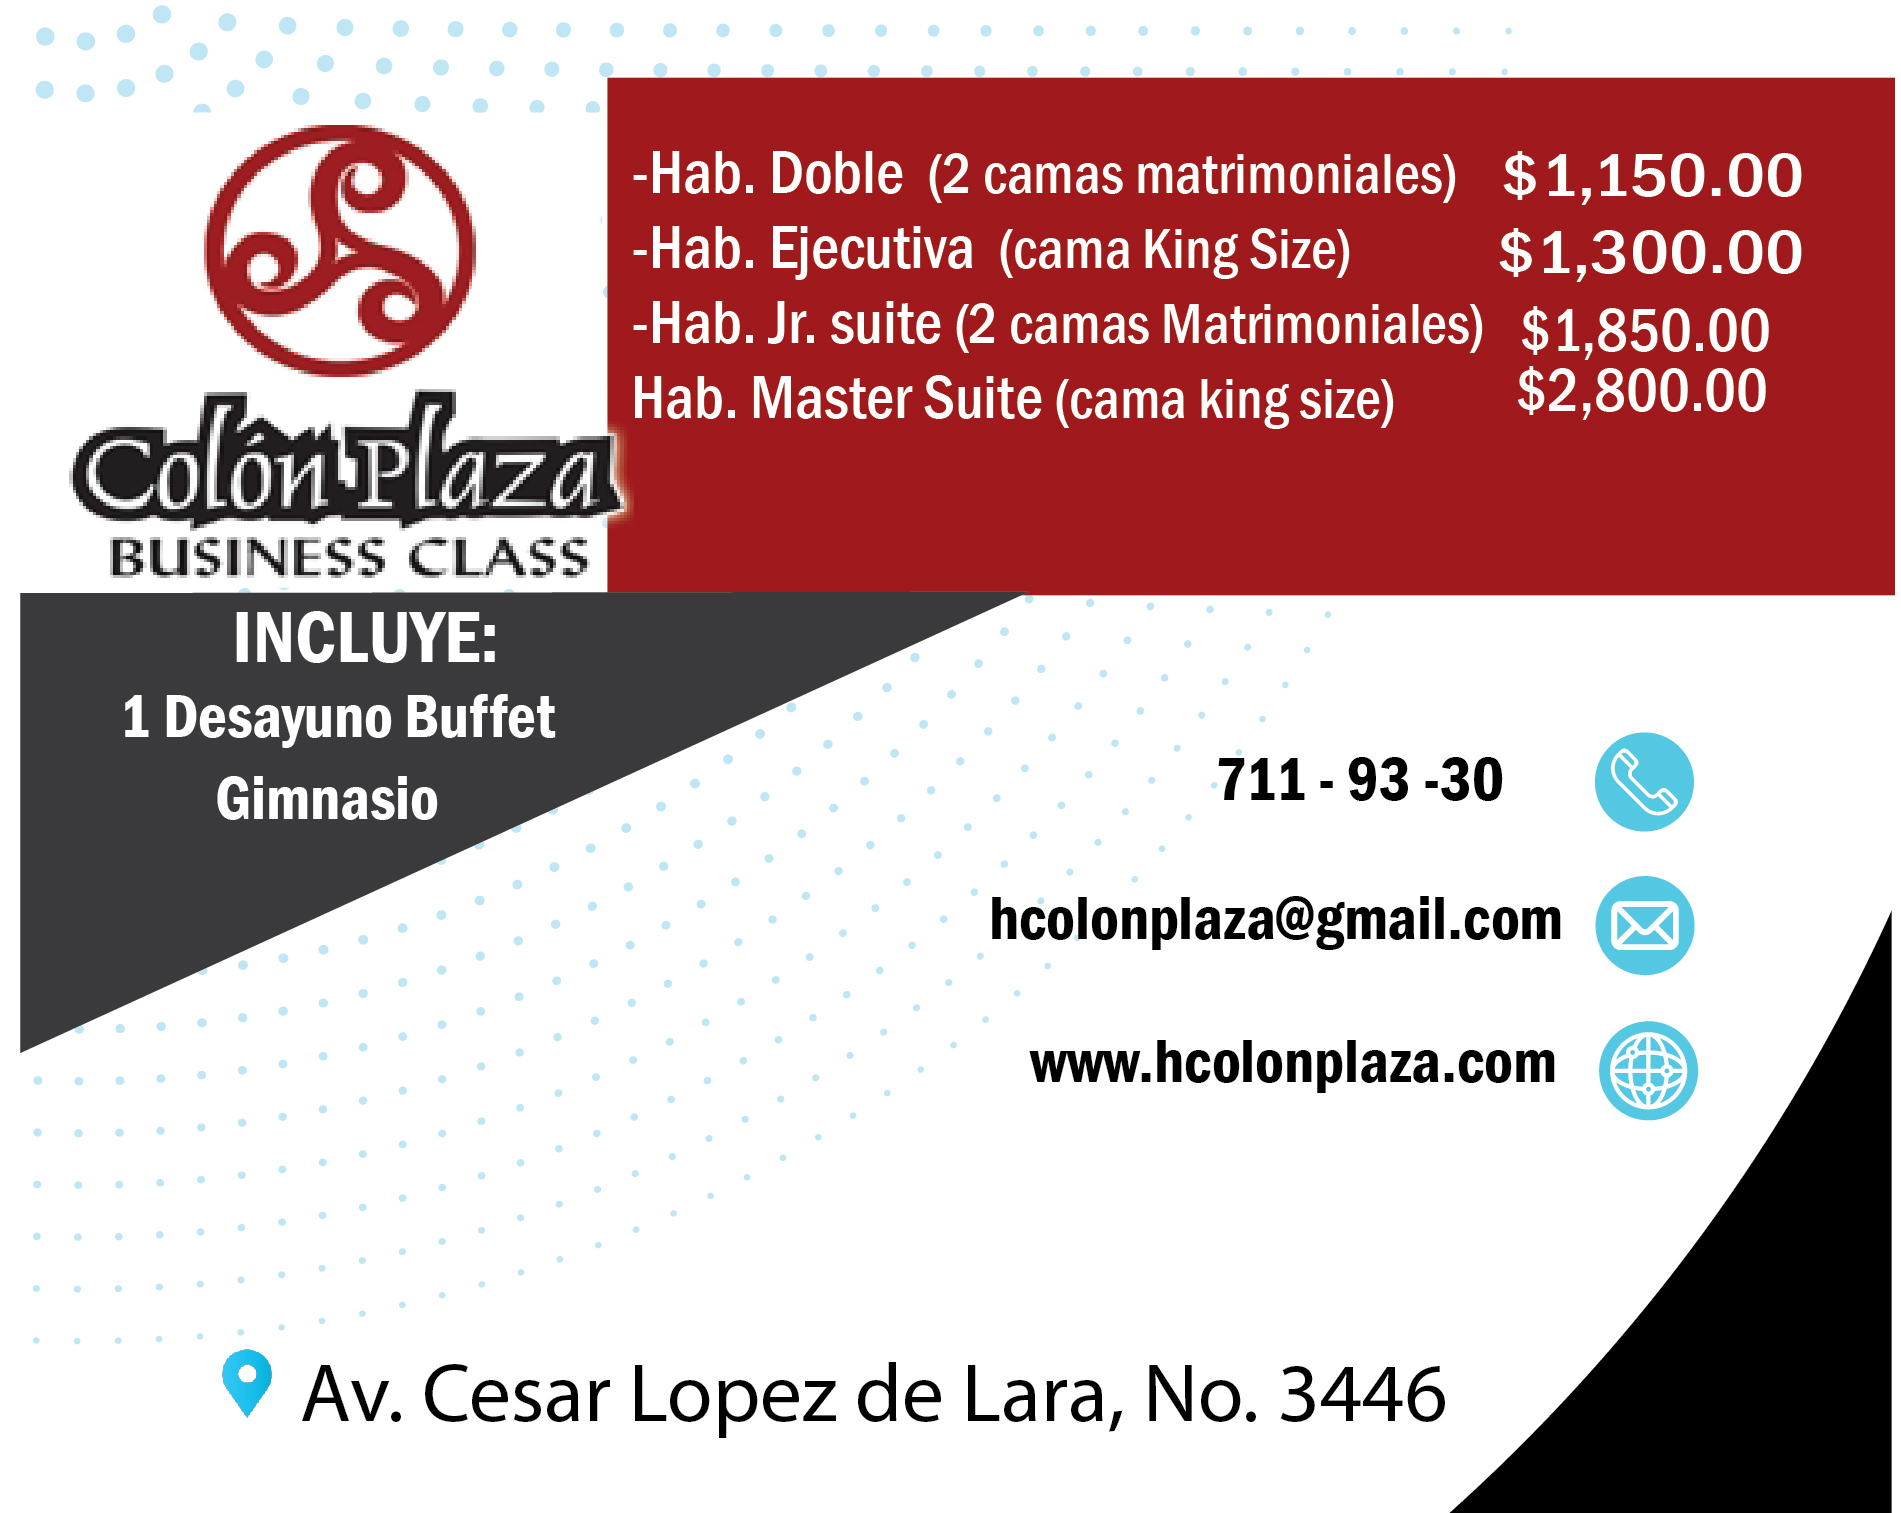 Colón Plaza
BUSINESS CLASS
-Hab. Doble (2 camas matrimoniales) $1,150.00
-Hab. Ejecutiva (cama King Size) $1,300.00
-Hab. Jr. suite (2 camas Matrimoniales) $1,850.00
Hab. Master Suite (cama king size) $2,800.00
INCLUYE:
1 Desayuno Buffet
Gimnasio
711 - 93 -30
hcolonplaza@gmail.com
www.hcolonplaza.com
Av. Cesar Lopez de Lara, No. 3446